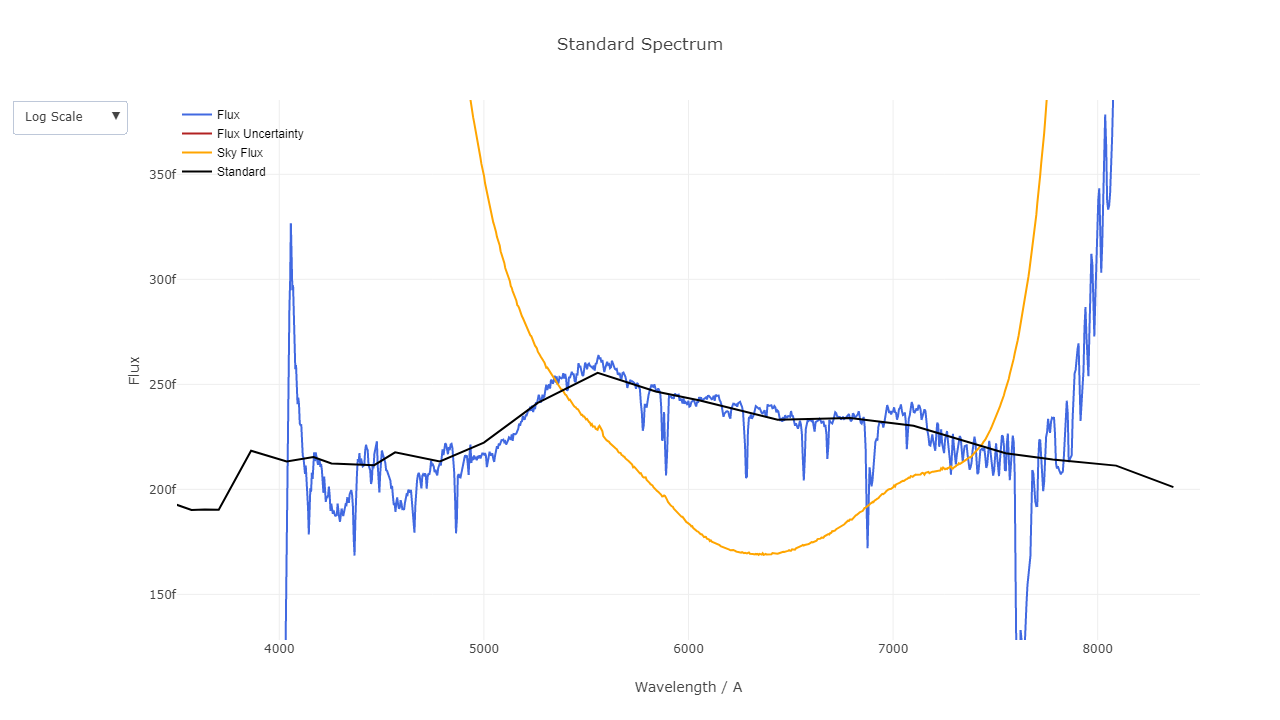 Standard Spectrum
Log Scale
Flux
Flux Uncertainty
Sky Flux
Standard
350f
300f
250f
200f
150f
Flux
4000 5000 6000 7000 8000
Wavelength / A